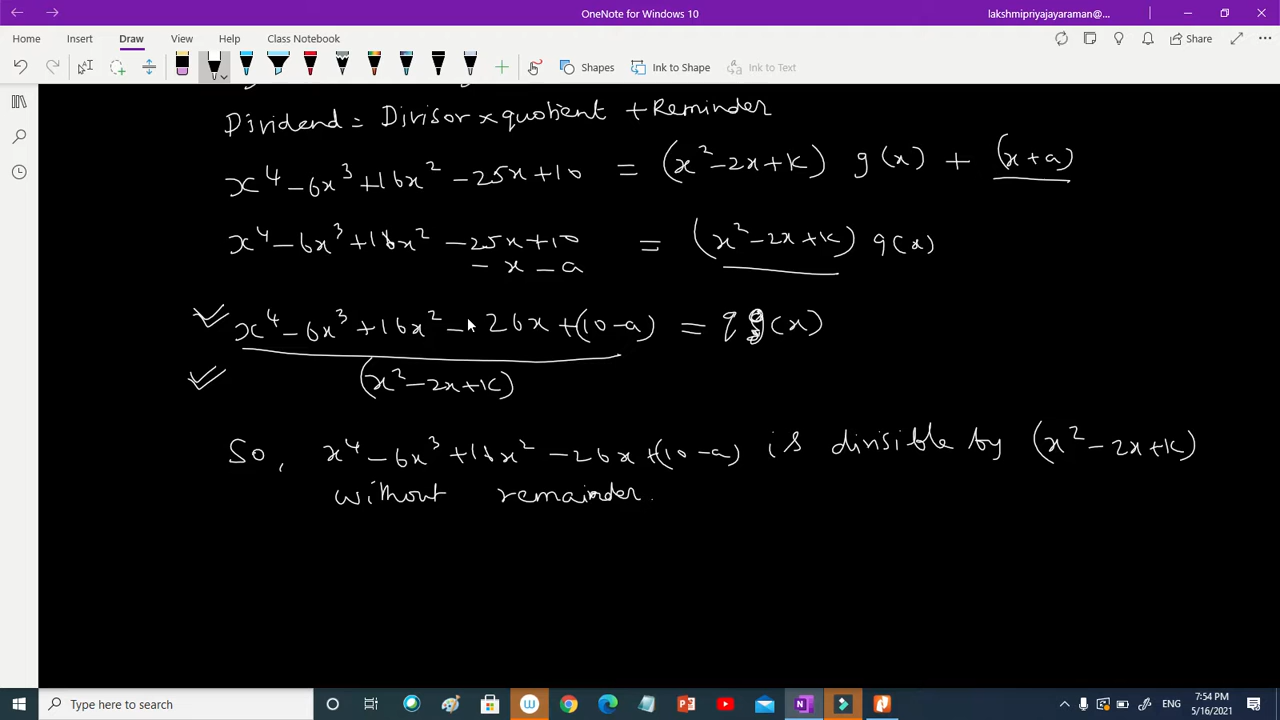 OneNote for Windows 10
lakshmipriyajayaraman@...
Home Insert Draw View Help Class Notebook Share
Shapes Ink to Shape Ink to Text
Dividend = Divisor × quotient + Reminder
x⁴ - 6x³ + 16x² - 25x + 10 = (x² - 2x + k) g(x) + (x + a)
x⁴ - 6x³ + 16x² - 25x + 10 = (x² - 2x + k) g(x)
- x - a
x⁴ - 6x³ + 16x² - 26x + (10 - a) = g(x)
(x² - 2x + k)
So, x⁴ - 6x³ + 16x² - 26x + (10 - a) is divisible by (x² - 2x + k)
without remainder.
Type here to search
ENG
7:54 PM
5/16/2021